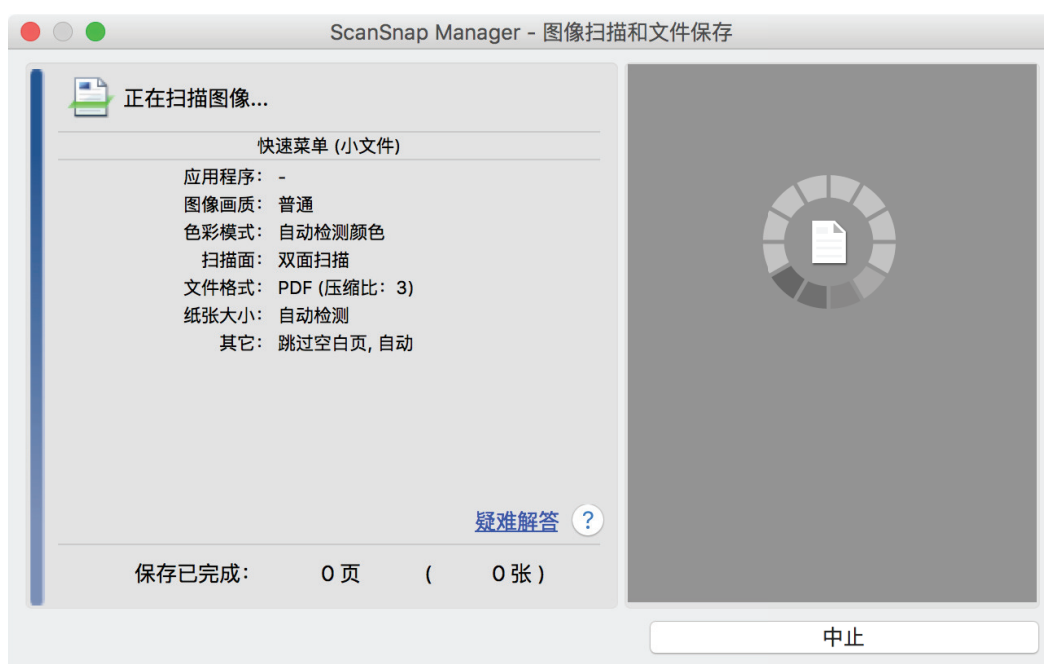 ScanSnap Manager - 图像扫描和文件保存
正在扫描图像...
快速菜单 (小文件)
应用程序： -
图像画质： 普通
色彩模式： 自动检测颜色
扫描面： 双面扫描
文件格式： PDF (压缩比：3)
纸张大小： 自动检测
其它： 跳过空白页, 自动
疑难解答 ?
保存已完成： 0 页 ( 0 张 )
中止